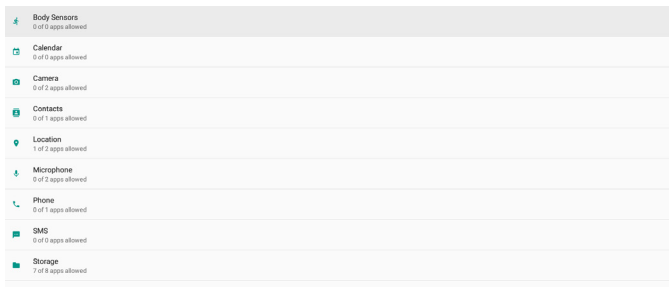 Body Sensors
0 of 0 apps allowed
Calendar
0 of 0 apps allowed
Camera
0 of 2 apps allowed
Contacts
0 of 1 apps allowed
Location
1 of 2 apps allowed
Microphone
0 of 2 apps allowed
Phone
0 of 1 apps allowed
SMS
0 of 0 apps allowed
Storage
7 of 8 apps allowed